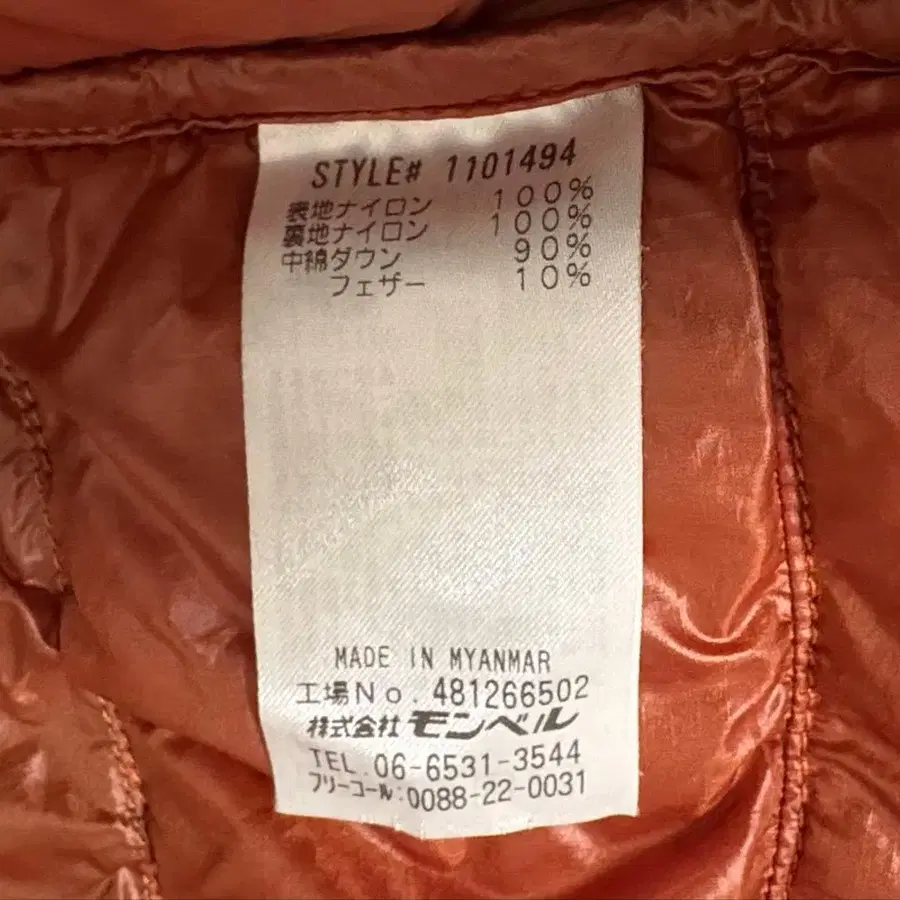 STYLE# 1101494
表地ナイロン 100%
裏地ナイロン 100%
中綿ダウン 90%
フェザー 10%
MADE IN MYANMAR
工場No. 481266502
株式会社モンベル
TEL. 06-6531-3544
フリーコール:0088-22-0031